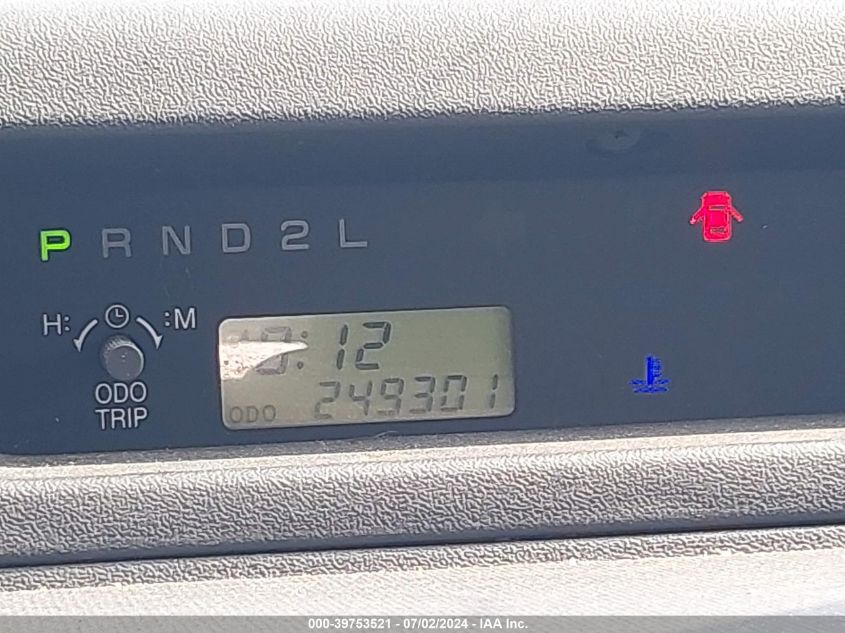 P R N D 2 L
H: :M
ODO
TRIP
:12
ODO 249301
000-39753521 - 07/02/2024 - IAA Inc.